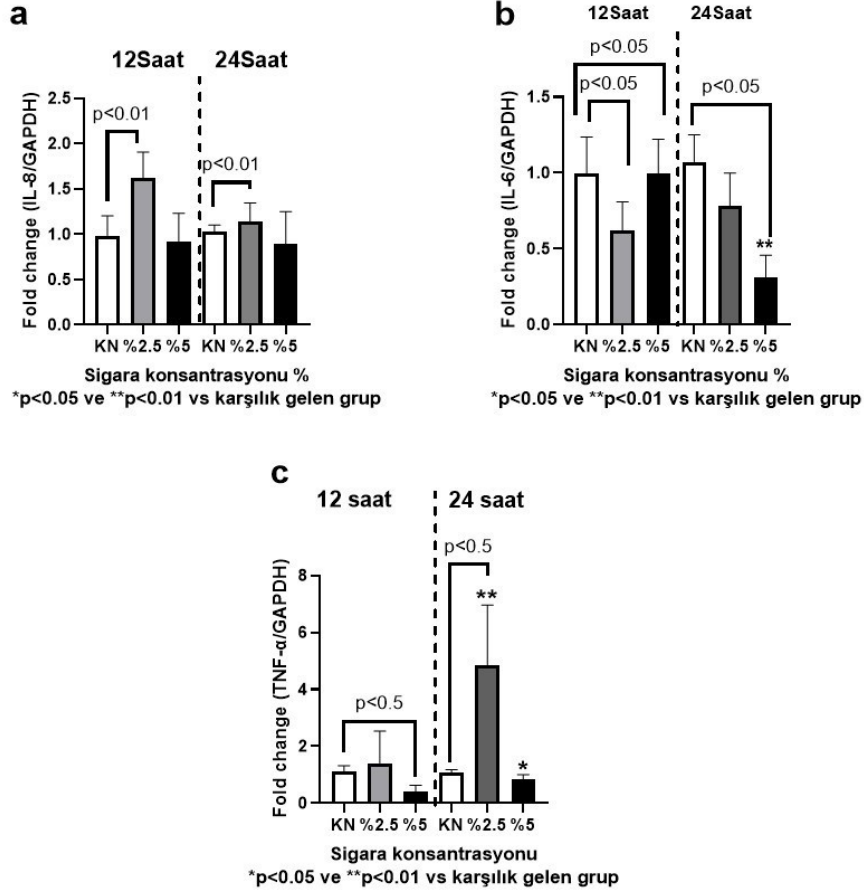 a
12Saat 24Saat
Fold change (IL-8/GAPDH)
2.5
2.0
1.5
1.0
0.5
0.0
p<0.01
p<0.01
KN %2.5 %5 KN %2.5 %5
Sigara konsantrasyonu %
*p<0.05 ve **p<0.01 vs karşılık gelen grup
b
12Saat 24Saat
Fold change (IL-6/GAPDH)
1.5
1.0
0.5
0.0
p<0.05
p<0.05
p<0.05
**
KN %2.5 %5 KN %2.5 %5
Sigara konsantrasyonu %
*p<0.05 ve **p<0.01 vs karşılık gelen grup
c
12 saat 24 saat
Fold change (TNF-α/GAPDH)
8
6
4
2
0
p<0.5
p<0.5
**
*
KN %2.5 %5 KN %2.5 %5
Sigara konsantrasyonu
*p<0.05 ve **p<0.01 vs karşılık gelen grup